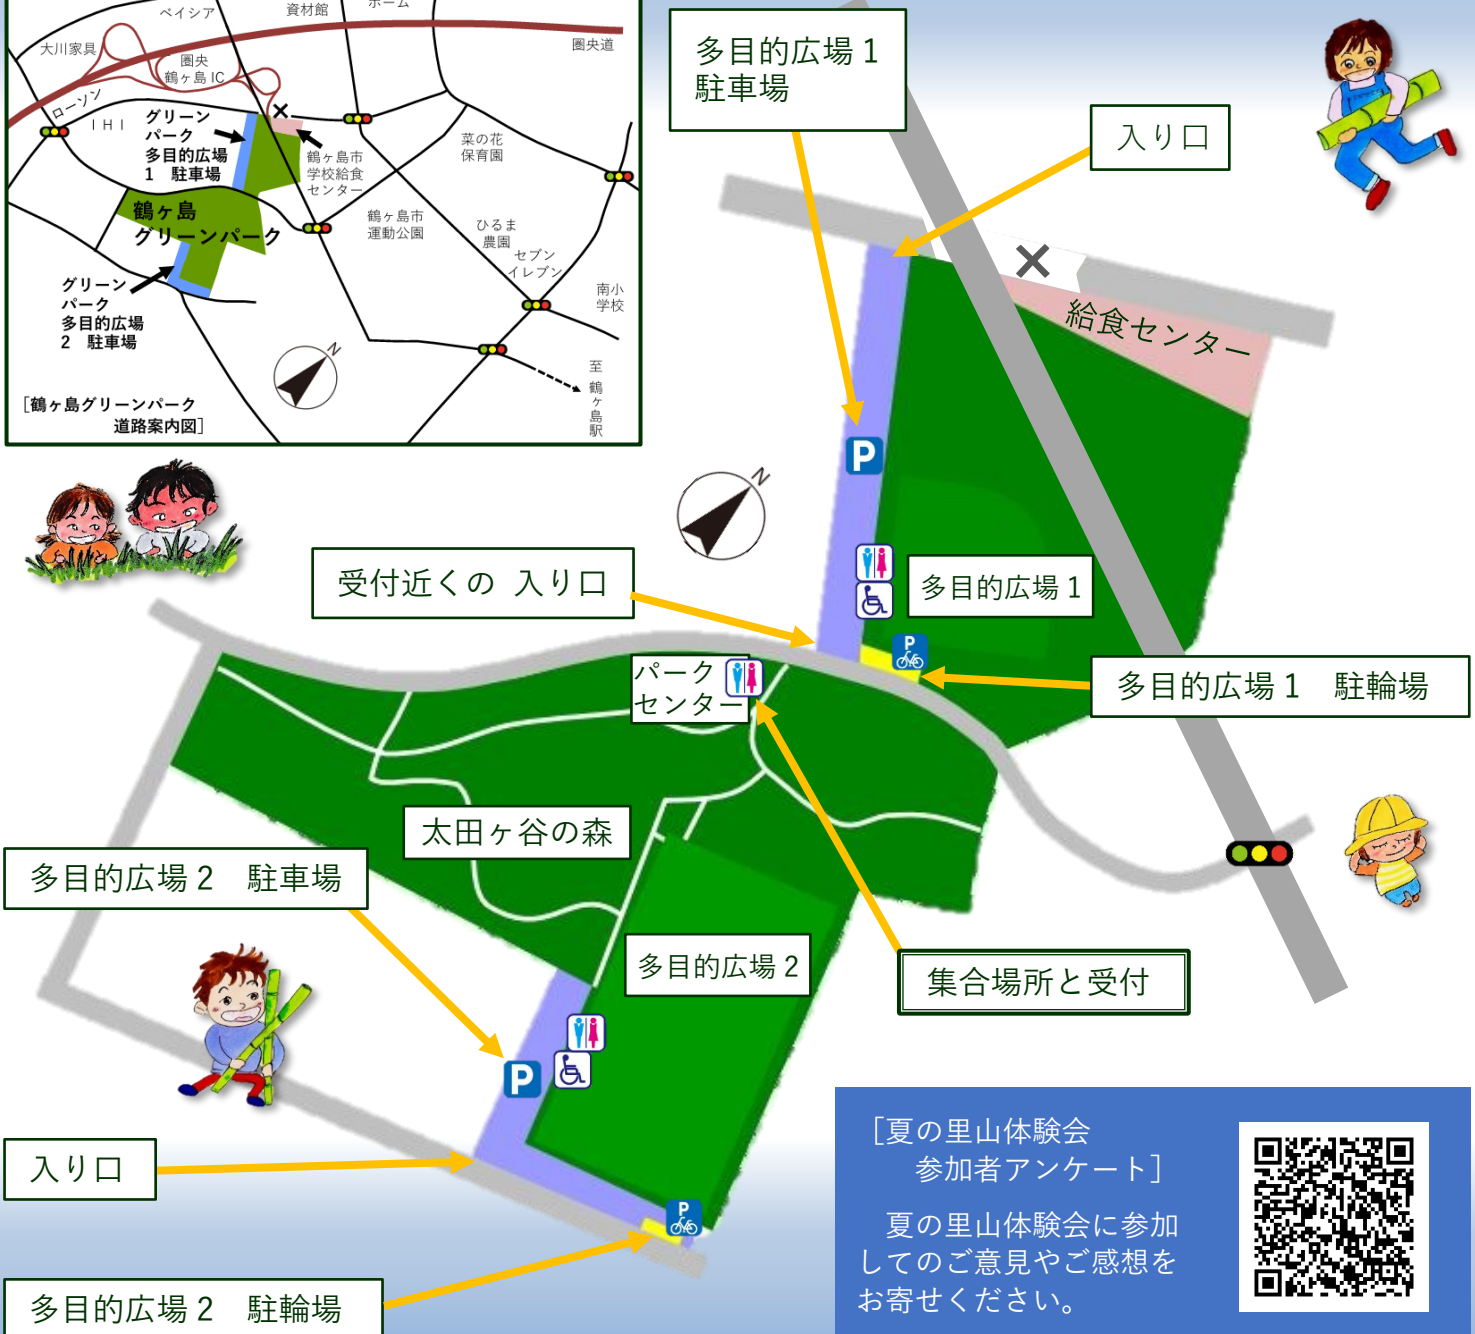 ベイシア
資材館
ホーム
大川家具
圏央
鶴ヶ島 IC
圏央道
ローソン
I H I
グリーン
パーク
多目的広場
1 駐車場
鶴ヶ島市
学校給食
センター
菜の花
保育園
鶴ヶ島
グリーンパーク
鶴ヶ島市
運動公園
ひるま
農園
セブン
イレブン
グリーン
パーク
多目的広場
2 駐車場
南小
学校
N
至 鶴ヶ島駅
[鶴ヶ島グリーンパーク
道路案内図]
多目的広場 1
駐車場
入り口
給食センター
P
N
受付近くの 入り口
多目的広場 1
P
パーク
センター
多目的広場 1 駐輪場
太田ヶ谷の森
多目的広場 2 駐車場
多目的広場 2
集合場所と受付
P
入り口
P
多目的広場 2 駐輪場
[夏の里山体験会
参加者アンケート]
夏の里山体験会に参加
してのご意見やご感想を
お寄せください。